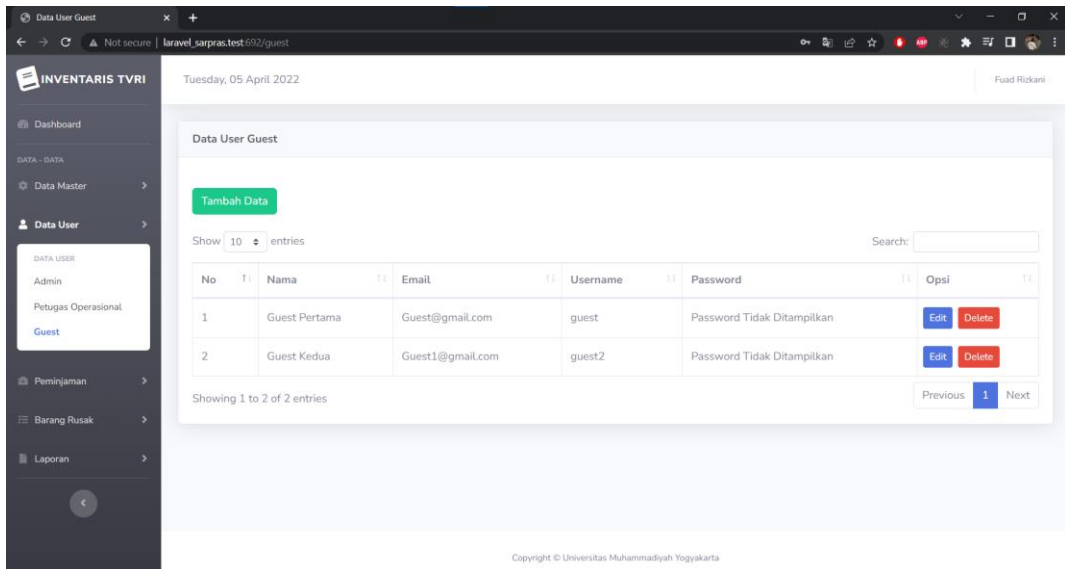 Data User Guest
Not secure | laravel_sarpras.test:692/guest
INVENTARIS TVRI
Tuesday, 05 April 2022
Fuad Rizkani
Dashboard
DATA - DATA
Data Master
Data User
DATA USER
Admin
Petugas Operasional
Guest
Peminjaman
Barang Rusak
Laporan
Data User Guest
Tambah Data
Show 10 entries
Search:
No Nama Email Username Password Opsi
1 Guest Pertama Guest@gmail.com guest Password Tidak Ditampilkan Edit Delete
2 Guest Kedua Guest1@gmail.com guest2 Password Tidak Ditampilkan Edit Delete
Showing 1 to 2 of 2 entries
Previous 1 Next
Copyright © Universitas Muhammadiyah Yogyakarta